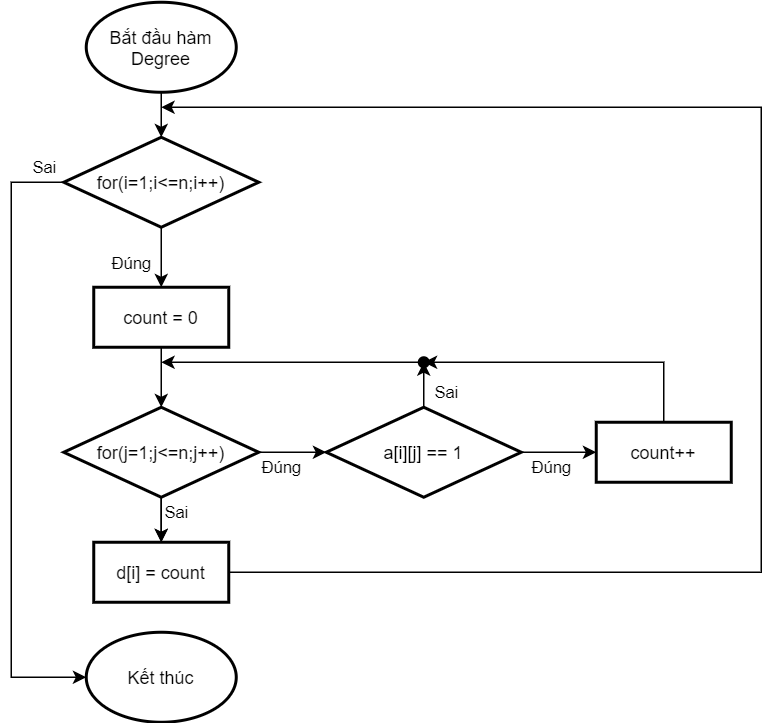 Bắt đầu hàm
Degree
Sai
for(i=1;i<=n;i++)
Đúng
count = 0
Sai
for(j=1;j<=n;j++)
Đúng
a[i][j] == 1
Đúng
count++
Sai
d[i] = count
Kết thúc